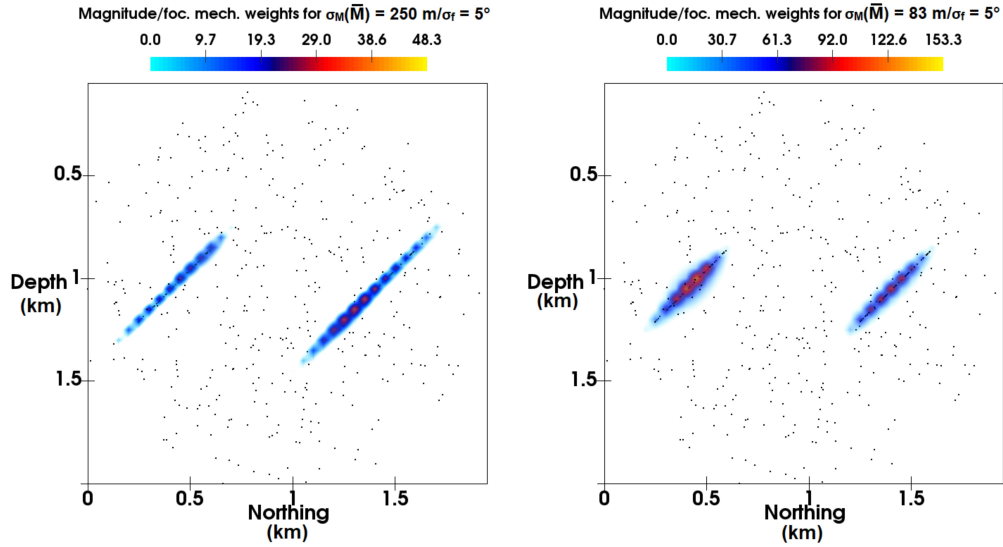 Magnitude/foc. mech. weights for σM(M̄) = 250 m/σf = 5°
0.0 9.7 19.3 29.0 38.6 48.3
0.5
Depth 1
(km)
1.5
0 0.5 1 1.5
Northing
(km)
Magnitude/foc. mech. weights for σM(M̄) = 83 m/σf = 5°
0.0 30.7 61.3 92.0 122.6 153.3
0.5
Depth 1
(km)
1.5
0 0.5 1 1.5
Northing
(km)